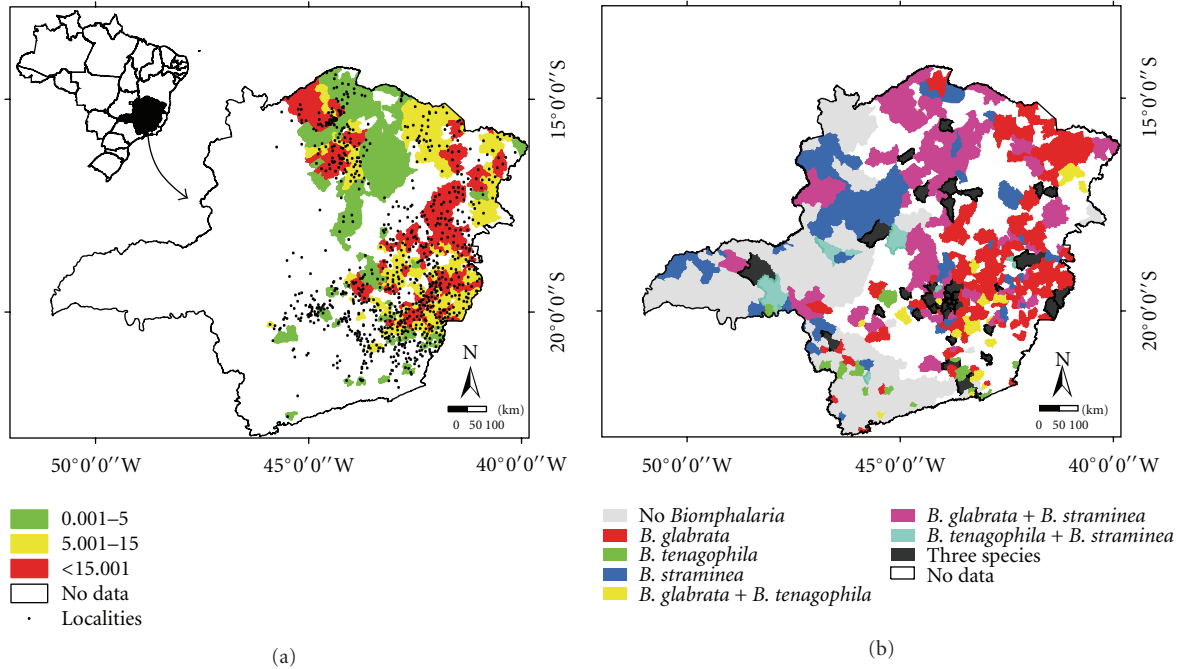 15°0′0″S
20°0′0″S
N
(km)
0 50 100
50°0′0″W
45°0′0″W
40°0′0″W
0.001–5
5.001–15
<15.001
No data
Localities
(a)
15°0′0″S
20°0′0″S
N
(km)
0 50 100
50°0′0″W
45°0′0″W
40°0′0″W
No Biomphalaria
B. glabrata
B. tenagophila
B. straminea
B. glabrata + B. tenagophila
B. glabrata + B. straminea
B. tenagophila + B. straminea
Three species
No data
(b)